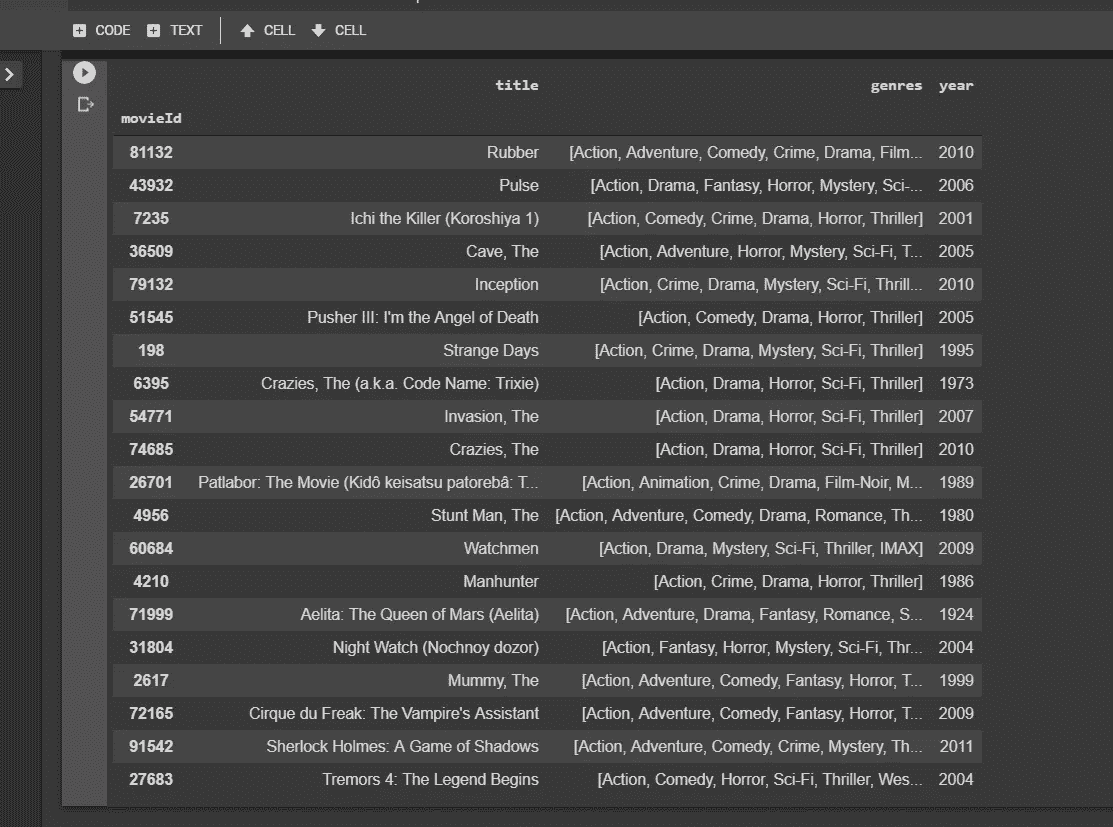 CODE TEXT CELL CELL
title genres year
movieId
81132 Rubber [Action, Adventure, Comedy, Crime, Drama, Film... 2010
43932 Pulse [Action, Drama, Fantasy, Horror, Mystery, Sci-... 2006
7235 Ichi the Killer (Koroshiya 1) [Action, Comedy, Crime, Drama, Horror, Thriller] 2001
36509 Cave, The [Action, Adventure, Horror, Mystery, Sci-Fi, T... 2005
79132 Inception [Action, Crime, Drama, Mystery, Sci-Fi, Thrill... 2010
51545 Pusher III: I'm the Angel of Death [Action, Comedy, Drama, Horror, Thriller] 2005
198 Strange Days [Action, Crime, Drama, Mystery, Sci-Fi, Thriller] 1995
6395 Crazies, The (a.k.a. Code Name: Trixie) [Action, Drama, Horror, Sci-Fi, Thriller] 1973
54771 Invasion, The [Action, Drama, Horror, Sci-Fi, Thriller] 2007
74685 Crazies, The [Action, Drama, Horror, Sci-Fi, Thriller] 2010
26701 Patlabor: The Movie (Kidô keisatsu patorebâ: T... [Action, Animation, Crime, Drama, Film-Noir, M... 1989
4956 Stunt Man, The [Action, Adventure, Comedy, Drama, Romance, Th... 1980
60684 Watchmen [Action, Drama, Mystery, Sci-Fi, Thriller, IMAX] 2009
4210 Manhunter [Action, Crime, Drama, Horror, Thriller] 1986
71999 Aelita: The Queen of Mars (Aelita) [Action, Adventure, Drama, Fantasy, Romance, S... 1924
31804 Night Watch (Nochnoy dozor) [Action, Fantasy, Horror, Mystery, Sci-Fi, Thr... 2004
2617 Mummy, The [Action, Adventure, Comedy, Fantasy, Horror, T... 1999
72165 Cirque du Freak: The Vampire's Assistant [Action, Adventure, Comedy, Fantasy, Horror, T... 2009
91542 Sherlock Holmes: A Game of Shadows [Action, Adventure, Comedy, Crime, Mystery, Th... 2011
27683 Tremors 4: The Legend Begins [Action, Comedy, Horror, Sci-Fi, Thriller, Wes... 2004